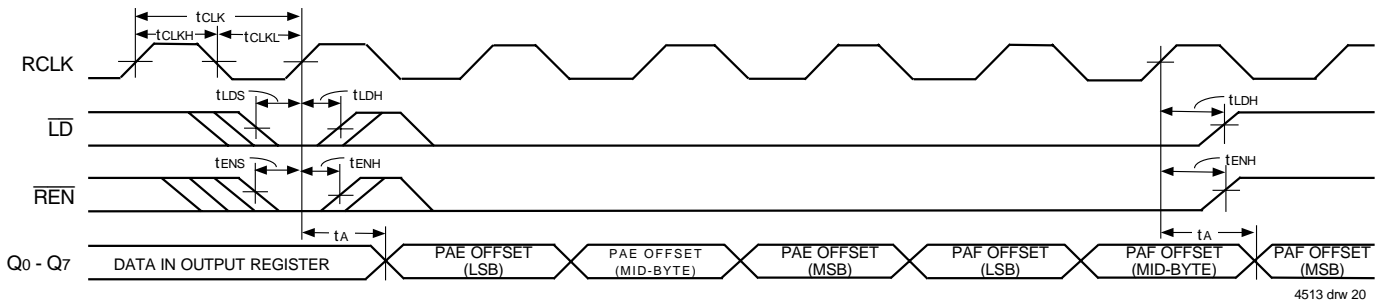 tCLK
tCLKH
tCLKL
RCLK
tLDS
tLDH
tLDH
LD
tENS
tENH
tENH
REN
tA
tA
Q0 - Q7
DATA IN OUTPUT REGISTER
PAE OFFSET
(LSB)
PAE OFFSET
(MID-BYTE)
PAE OFFSET
(MSB)
PAF OFFSET
(LSB)
PAF OFFSET
(MID-BYTE)
PAF OFFSET
(MSB)
4513 drw 20